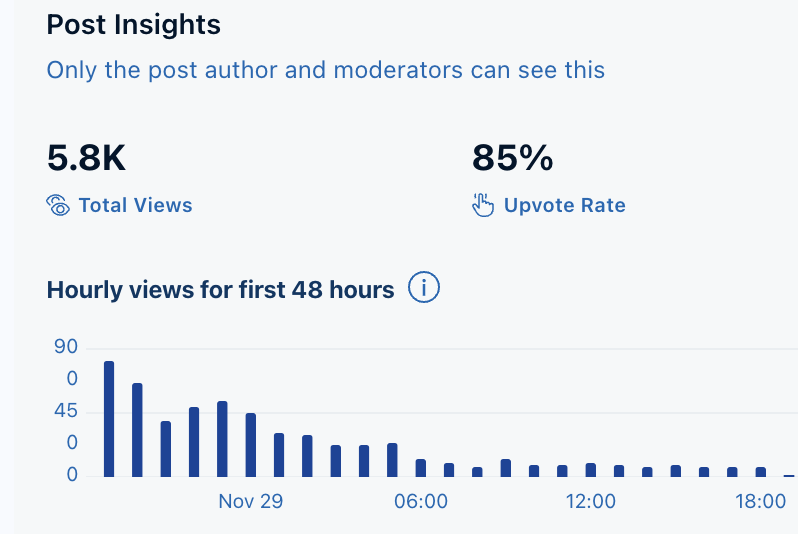 Post Insights
Only the post author and moderators can see this
5.8K
85%
Total Views
Upvote Rate
Hourly views for first 48 hours
90
0
45
0
0
Nov 29
06:00
12:00
18:00